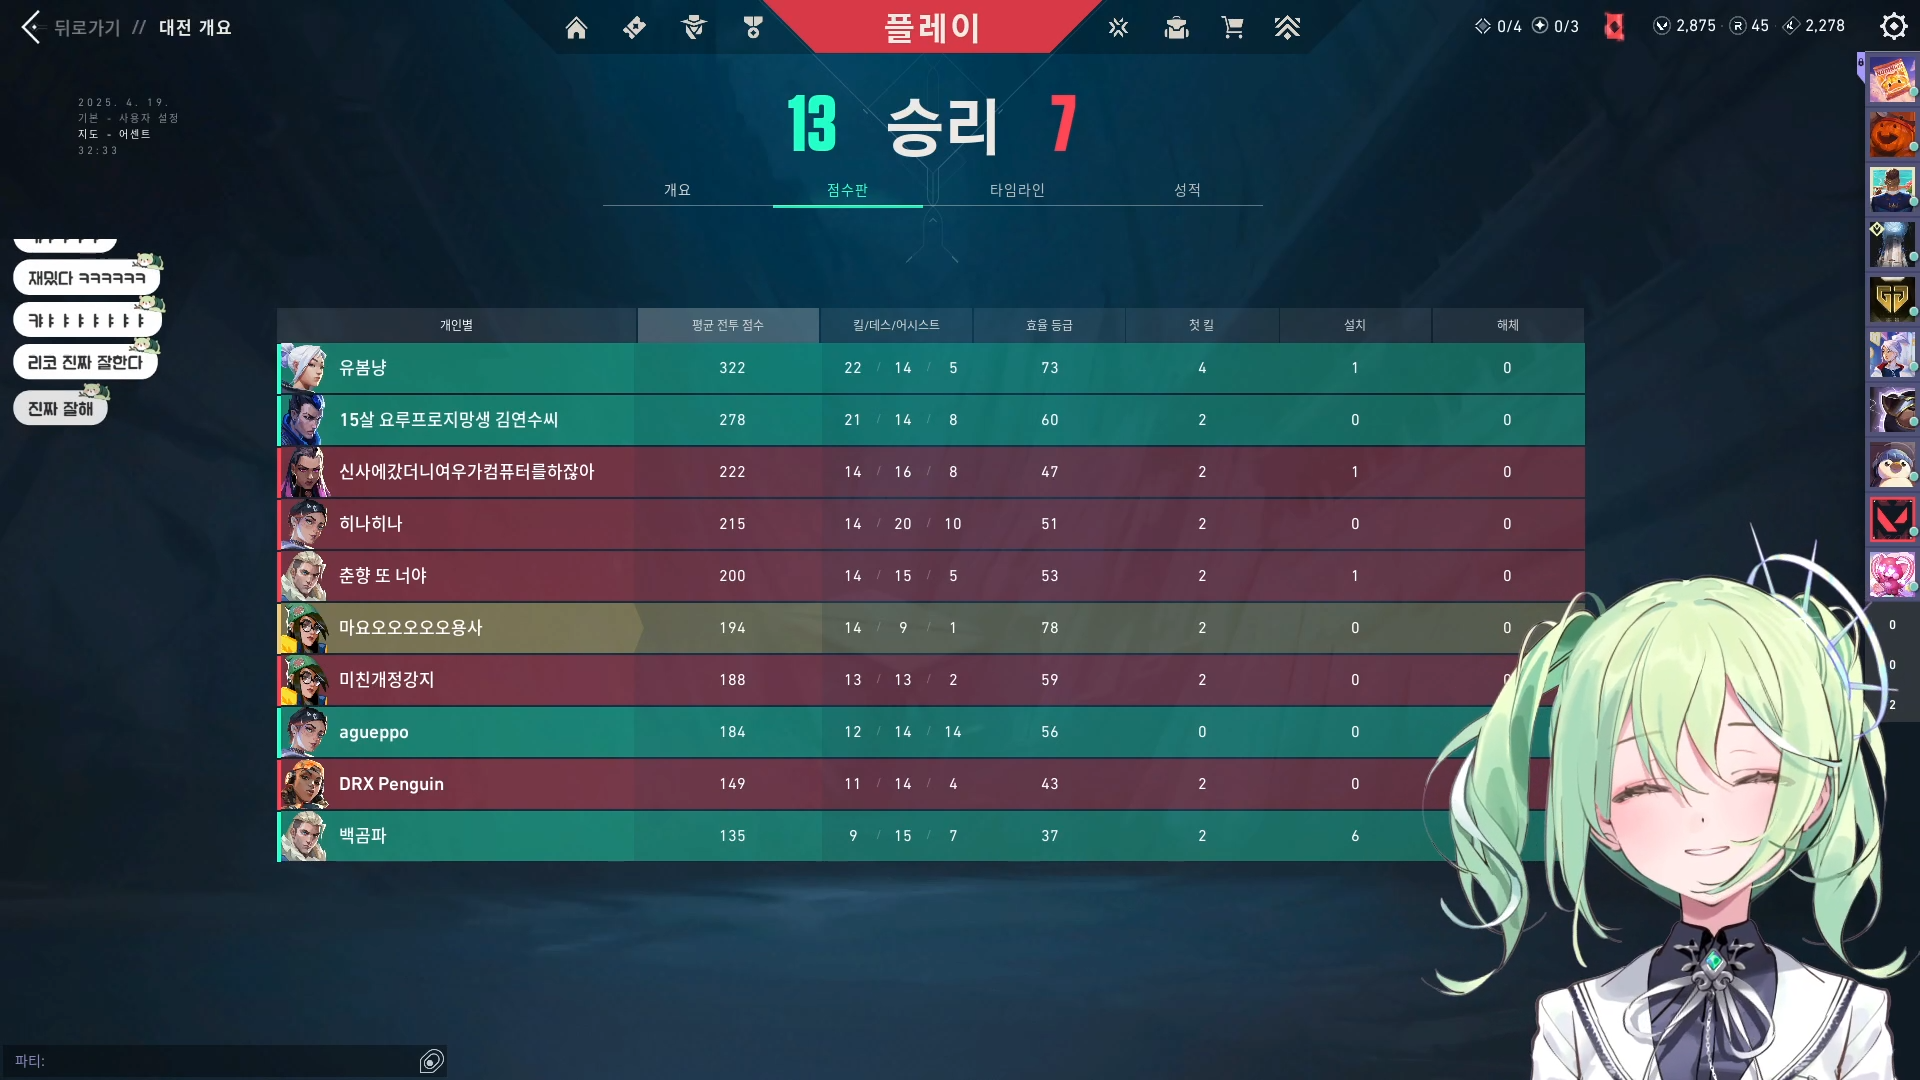 뒤로가기 // 대전 개요
플레이
0/4 0/3 2,875 45 2,278
2025. 4. 19.
기본 - 사용자 설정
지도 - 어센트
32:33
13 승리 7
개요 점수판 타임라인 성적
재밌다 ㅋㅋㅋㅋㅋㅋ
캬ㅑㅑㅑㅑㅑㅑㅑ
리코 진짜 잘한다
진짜 잘해
개인별 평균 전투 점수 킬/데스/어시스트 효율 등급 첫 킬 설치 해체
유봄냥 322 22 / 14 / 5 73 4 1 0
15살 요루프로지망생 김연수씨 278 21 / 14 / 8 60 2 0 0
신사에갔더니여우가컴퓨터를하잖아 222 14 / 16 / 8 47 2 1 0
히나히나 215 14 / 20 / 10 51 2 0 0
춘향 또 너야 200 14 / 15 / 5 53 2 1 0
마요오오오오오용사 194 14 / 9 / 1 78 2 0 0
미친개정강지 188 13 / 13 / 2 59 2 0 0
agueppo 184 12 / 14 / 14 56 0 0
DRX Penguin 149 11 / 14 / 4 43 2 0
백곰파 135 9 / 15 / 7 37 2 6
0
0
2
파티: